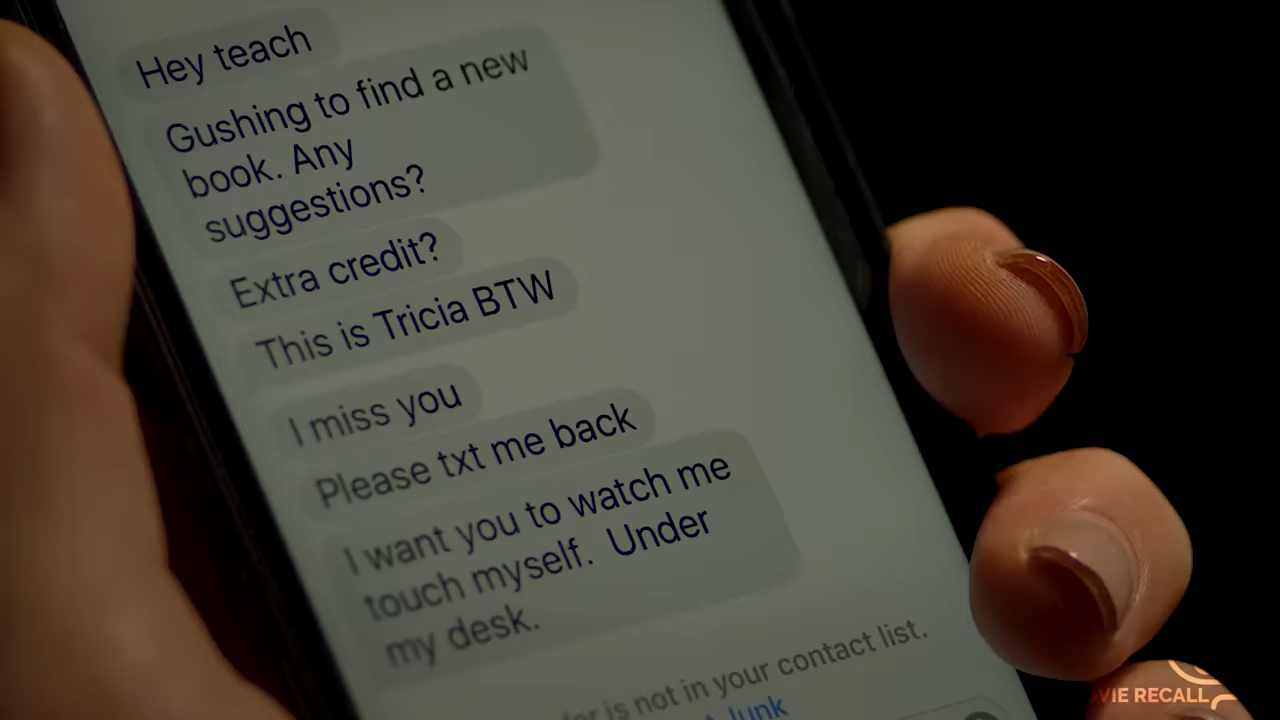 Hey teach
Gushing to find a new
book. Any
suggestions?
Extra credit?
This is Tricia BTW
I miss you
Please txt me back
I want you to watch me
touch myself. Under
my desk.
is not in your contact list.
Junk
VIE RECALL